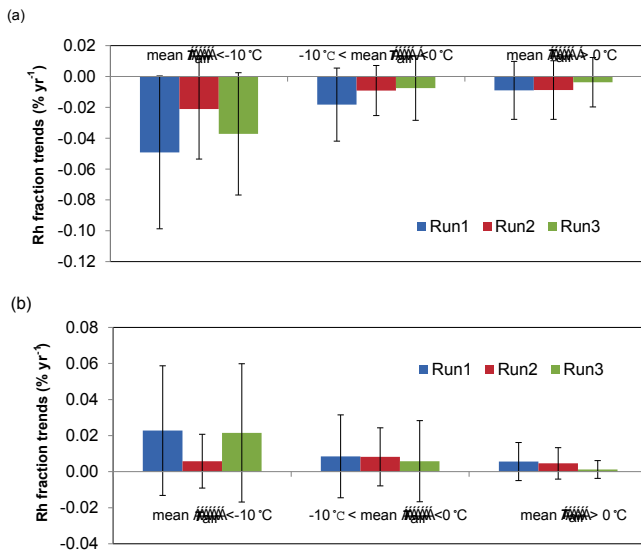 (a)
0.02
0.00
-0.02
-0.04
-0.06
-0.08
-0.10
-0.12
Rh fraction trends (% yr-1)
mean <-10 ℃
-10℃ < mean <0 ℃
mean > 0 ℃
Run1 Run2 Run3
(b)
0.08
0.06
0.04
0.02
0.00
-0.02
-0.04
Rh fraction trends (% yr-1)
Run1 Run2 Run3
mean <-10 ℃
-10℃ < mean <0 ℃
mean > 0 ℃